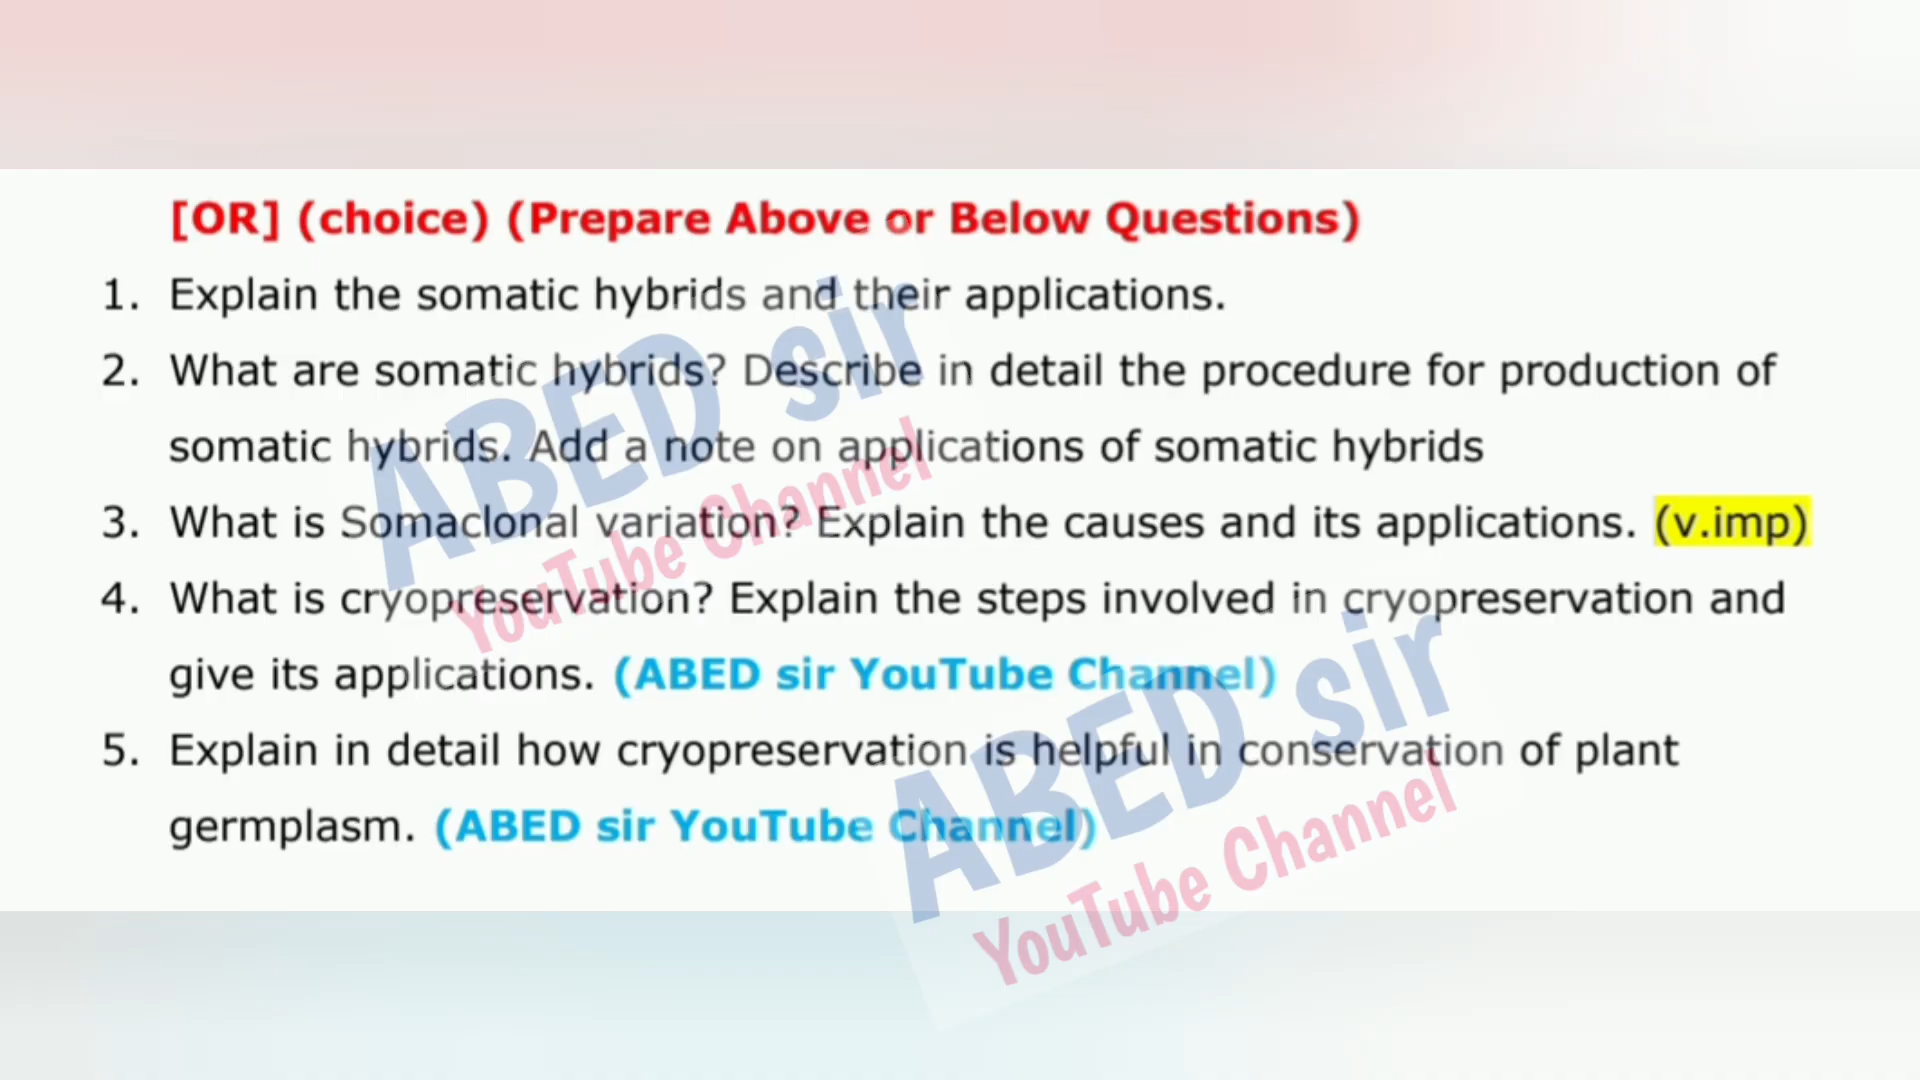 [OR] (choice) (Prepare Above or Below Questions)
1. Explain the somatic hybrids and their applications.
2. What are somatic hybrids? Describe in detail the procedure for production of
somatic hybrids. Add a note on applications of somatic hybrids
3. What is Somaclonal variation? Explain the causes and its applications. (v.imp)
4. What is cryopreservation? Explain the steps involved in cryopreservation and
give its applications. (ABED sir YouTube Channel)
5. Explain in detail how cryopreservation is helpful in conservation of plant
germplasm. (ABED sir YouTube Channel)
ABED sir
YouTube Channel
ABED sir
YouTube Channel